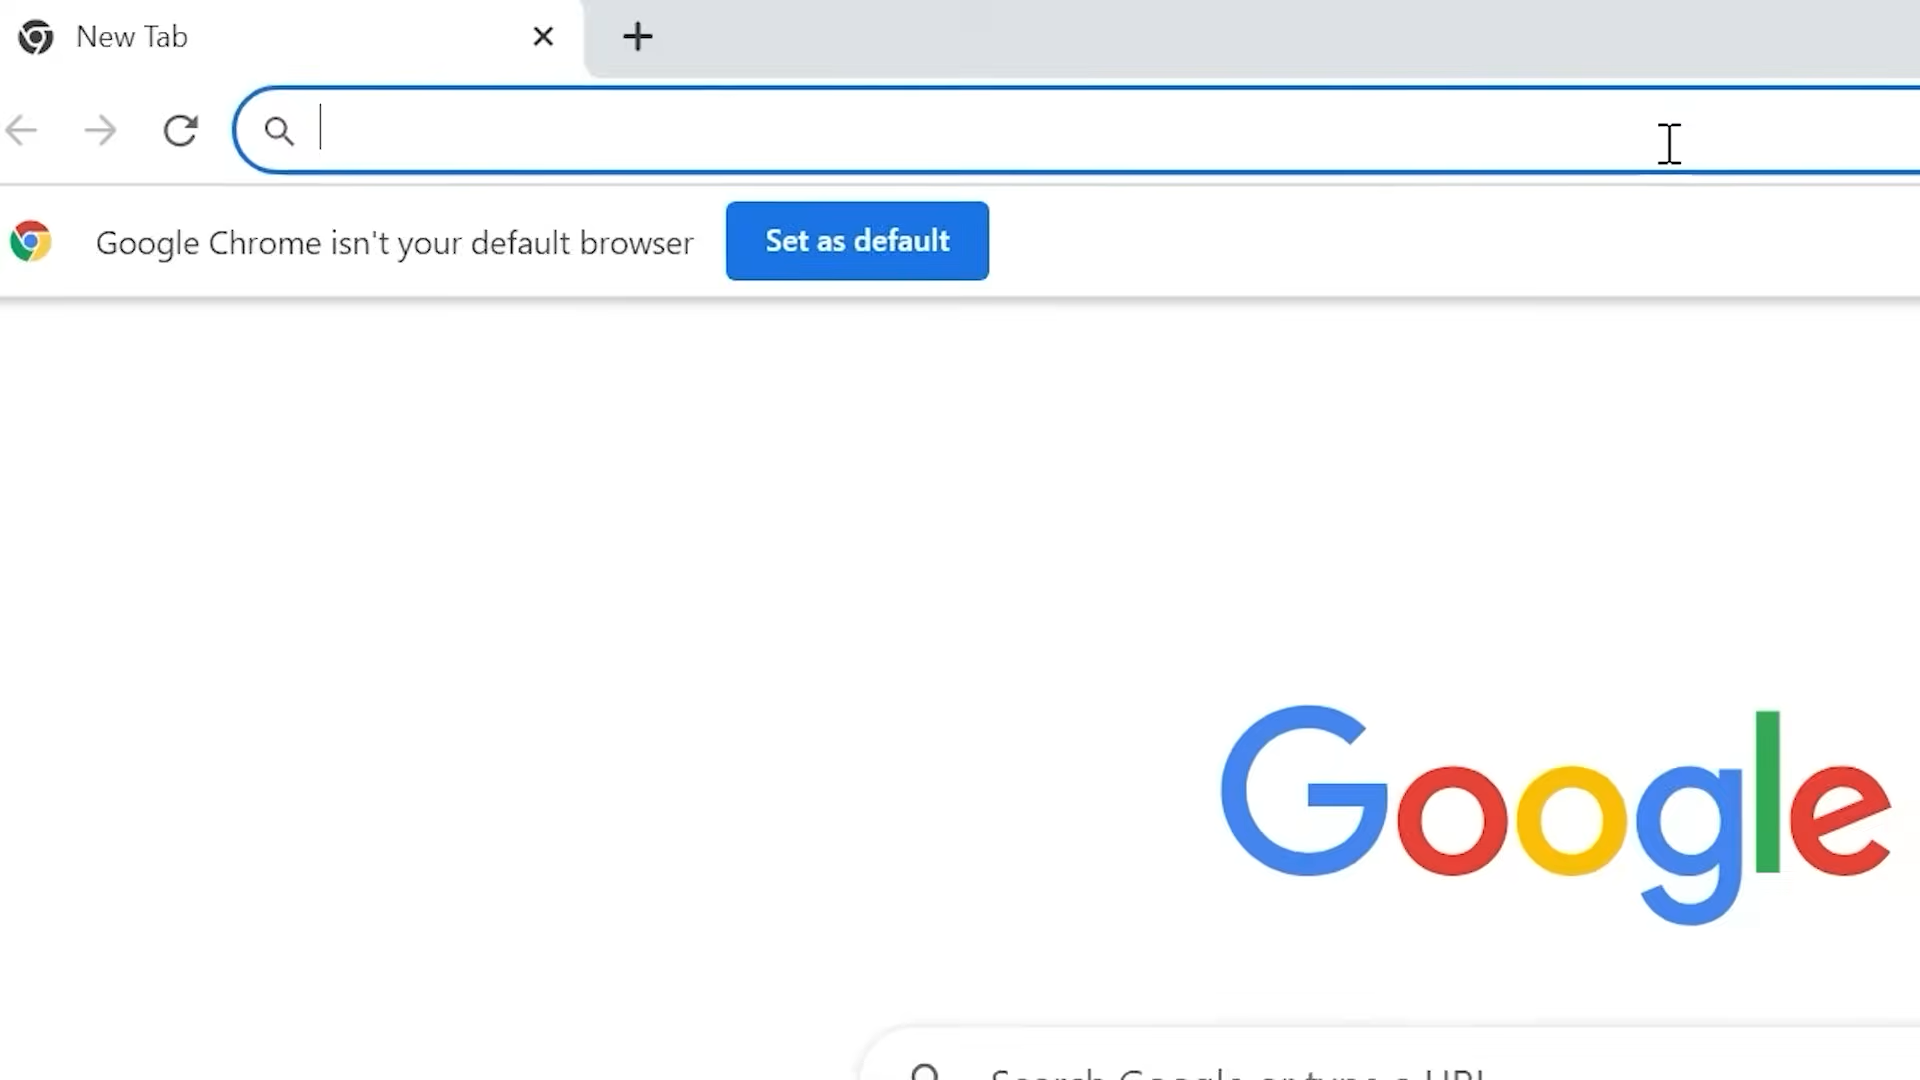 New Tab
Google Chrome isn't your default browser
Set as default
Google
Search Google or type a URL